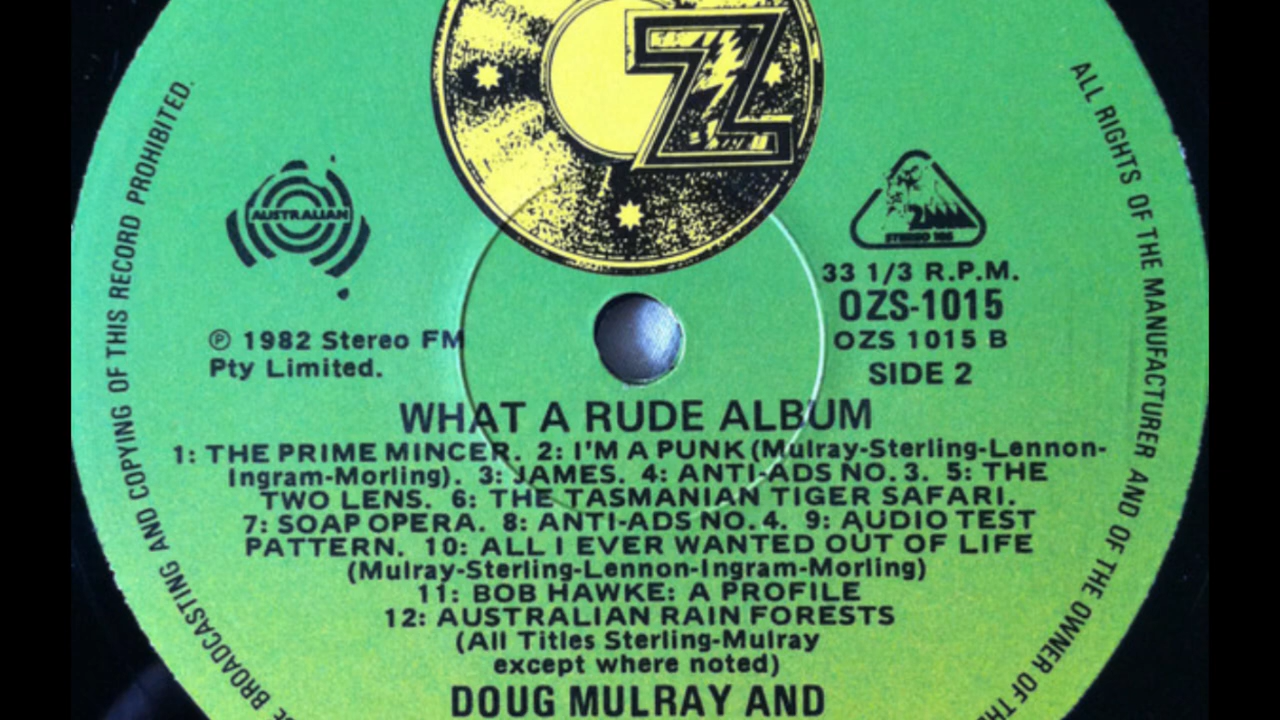 OZ
AUSTRALIAN
2MMM
STEREO 105
33 1/3 R.P.M.
OZS-1015
OZS 1015 B
SIDE 2
℗ 1982 Stereo FM
Pty Limited.
WHAT A RUDE ALBUM
1: THE PRIME MINCER. 2: I'M A PUNK (Mulray-Sterling-Lennon-
Ingram-Morling). 3: JAMES. 4: ANTI-ADS NO. 3. 5: THE
TWO LENS. 6: THE TASMANIAN TIGER SAFARI.
7: SOAP OPERA. 8: ANTI-ADS NO. 4. 9: AUDIO TEST
PATTERN. 10: ALL I EVER WANTED OUT OF LIFE
(Mulray-Sterling-Lennon-Ingram-Morling)
11: BOB HAWKE: A PROFILE
12: AUSTRALIAN RAIN FORESTS
(All Titles Sterling-Mulray
except where noted)
DOUG MULRAY AND
ALL RIGHTS OF THE MANUFACTURER AND OF THE OWNER OF THE
BROADCASTING AND COPYING OF THIS RECORD PROHIBITED.